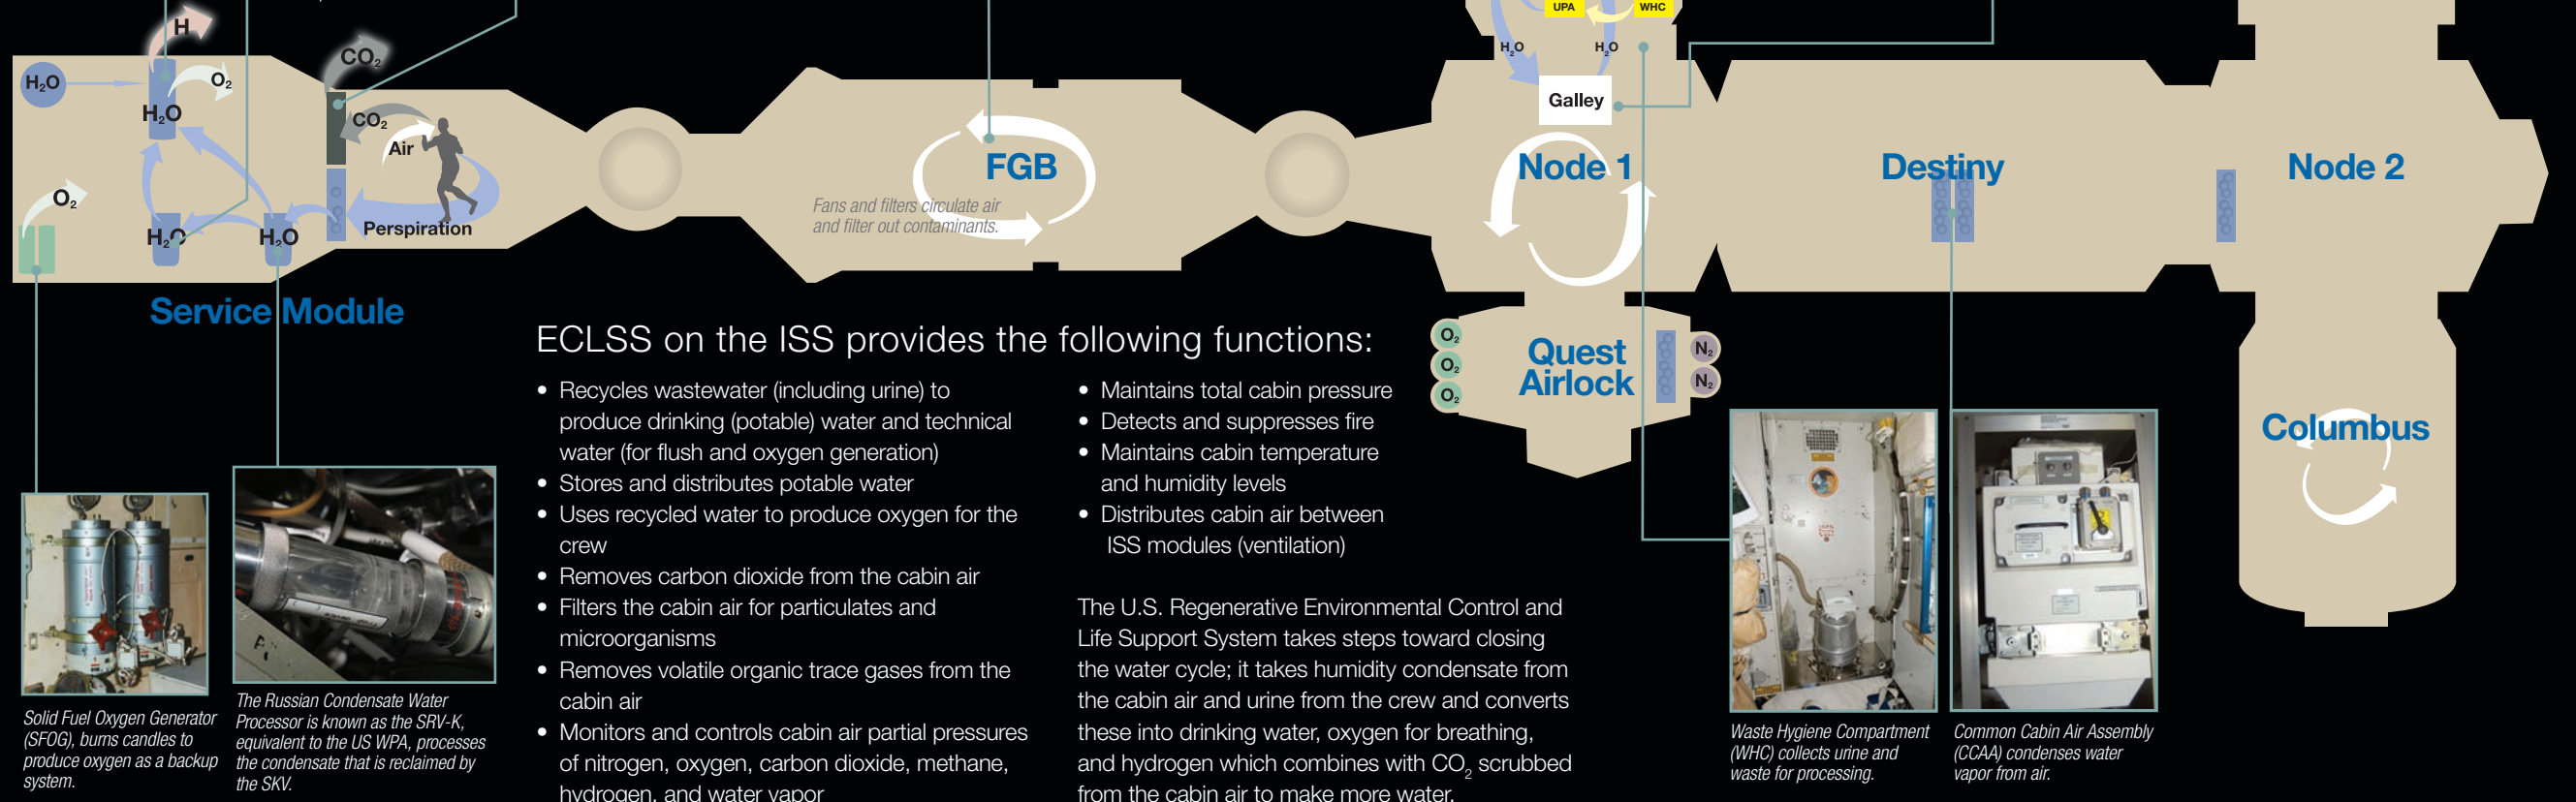 H
CO₂
H₂O
O₂
H₂O
CO₂
Air
O₂
H₂O
H₂O
Perspiration
Service Module
FGB
Fans and filters circulate air
and filter out contaminants.
UPA
WHC
H₂O
H₂O
Galley
Node 1
Destiny
Node 2
O₂
O₂
O₂
Quest
Airlock
N₂
N₂
Columbus
ECLSS on the ISS provides the following functions:
• Recycles wastewater (including urine) to
produce drinking (potable) water and technical
water (for flush and oxygen generation)
• Stores and distributes potable water
• Uses recycled water to produce oxygen for the
crew
• Removes carbon dioxide from the cabin air
• Filters the cabin air for particulates and
microorganisms
• Removes volatile organic trace gases from the
cabin air
• Monitors and controls cabin air partial pressures
of nitrogen, oxygen, carbon dioxide, methane,
hydrogen, and water vapor
• Maintains total cabin pressure
• Detects and suppresses fire
• Maintains cabin temperature
and humidity levels
• Distributes cabin air between
ISS modules (ventilation)
The U.S. Regenerative Environmental Control and
Life Support System takes steps toward closing
the water cycle; it takes humidity condensate from
the cabin air and urine from the crew and converts
these into drinking water, oxygen for breathing,
and hydrogen which combines with CO₂ scrubbed
from the cabin air to make more water.
Solid Fuel Oxygen Generator
(SFOG), burns candles to
produce oxygen as a backup
system.
The Russian Condensate Water
Processor is known as the SRV-K,
equivalent to the US WPA, processes
the condensate that is reclaimed by
the SKV.
Waste Hygiene Compartment
(WHC) collects urine and
waste for processing.
Common Cabin Air Assembly
(CCAA) condenses water
vapor from air.